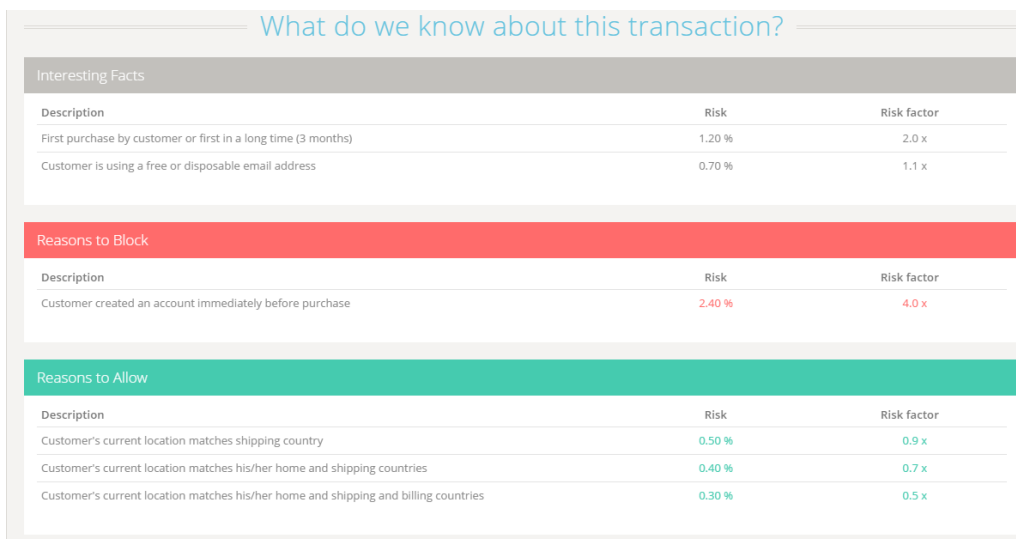 What do we know about this transaction?
Interesting Facts
Description Risk Risk factor
First purchase by customer or first in a long time (3 months) 1.20 % 2.0 x
Customer is using a free or disposable email address 0.70 % 1.1 x
Reasons to Block
Description Risk Risk factor
Customer created an account immediately before purchase 2.40 % 4.0 x
Reasons to Allow
Description Risk Risk factor
Customer's current location matches shipping country 0.50 % 0.9 x
Customer's current location matches his/her home and shipping countries 0.40 % 0.7 x
Customer's current location matches his/her home and shipping and billing countries 0.30 % 0.5 x